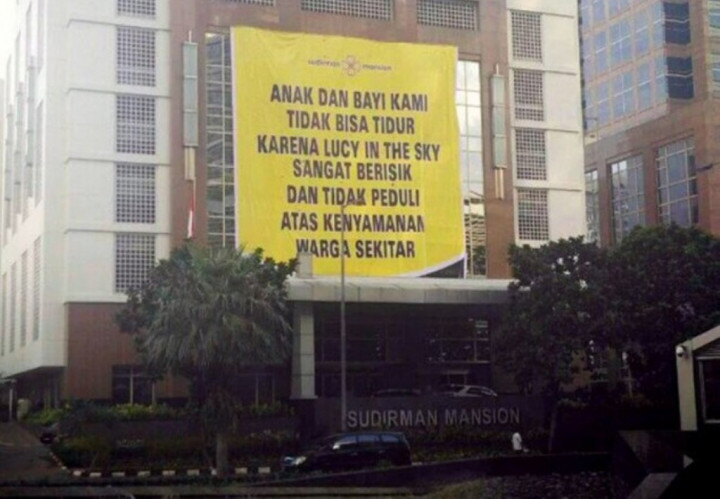 sudirman mansion
ANAK DAN BAYI KAMI
TIDAK BISA TIDUR
KARENA LUCY IN THE SKY
SANGAT BERISIK
DAN TIDAK PEDULI
ATAS KENYAMANAN
WARGA SEKITAR
SUDIRMAN MANSION